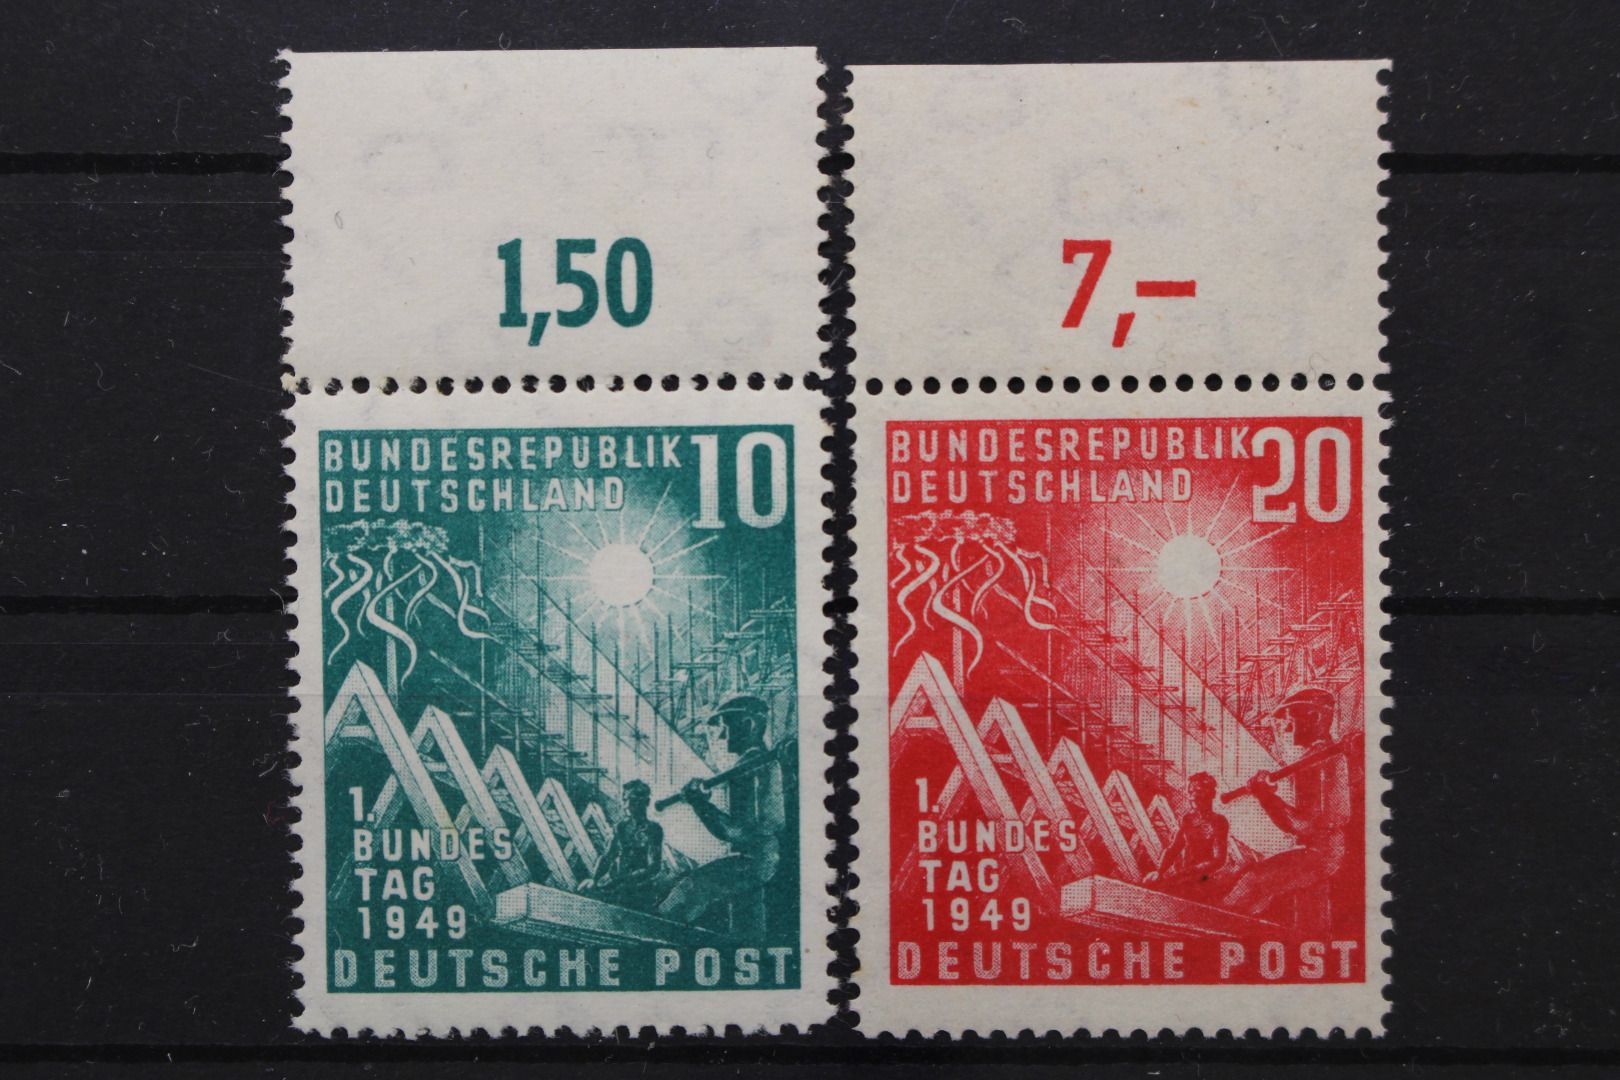 1,50
BUNDESREPUBLIK 10
DEUTSCHLAND
1.
BUNDES
TAG
1949
DEUTSCHE POST
7,–
BUNDESREPUBLIK 20
DEUTSCHLAND
1.
BUNDES
TAG
1949
DEUTSCHE POST